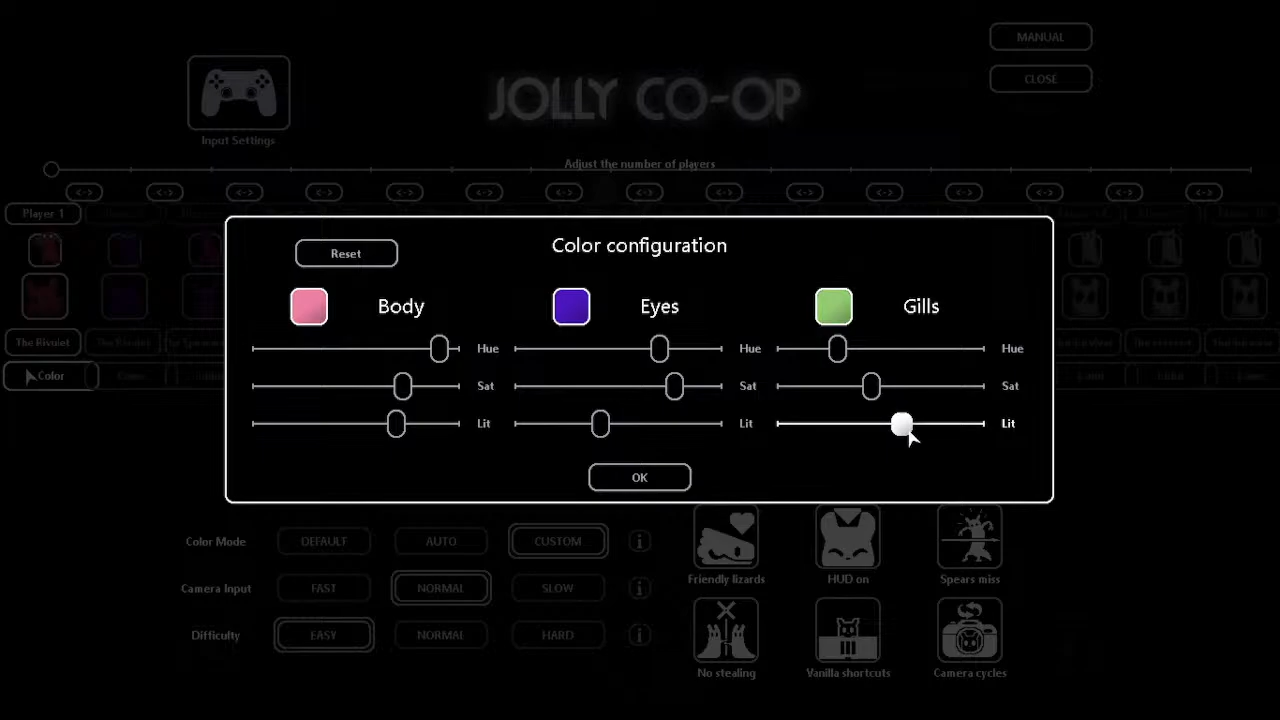 MANUAL
JOLLY CO-OP
CLOSE
Input Settings
Adjust the number of players
<-> <-> <-> <-> <-> <-> <-> <-> <-> <-> <-> <-> <-> <-> <->
Player 1
Reset
Color configuration
Body
Eyes
Gills
Hue
Hue
Hue
The Rivulet
The Rivulet
Color
Sat
Sat
Sat
Lit
Lit
Lit
OK
Color Mode
DEFAULT
AUTO
CUSTOM
i
Camera Input
FAST
NORMAL
SLOW
i
Difficulty
EASY
NORMAL
HARD
i
Friendly lizards
HUD on
Spears miss
No stealing
Vanilla shortcuts
Camera cycles